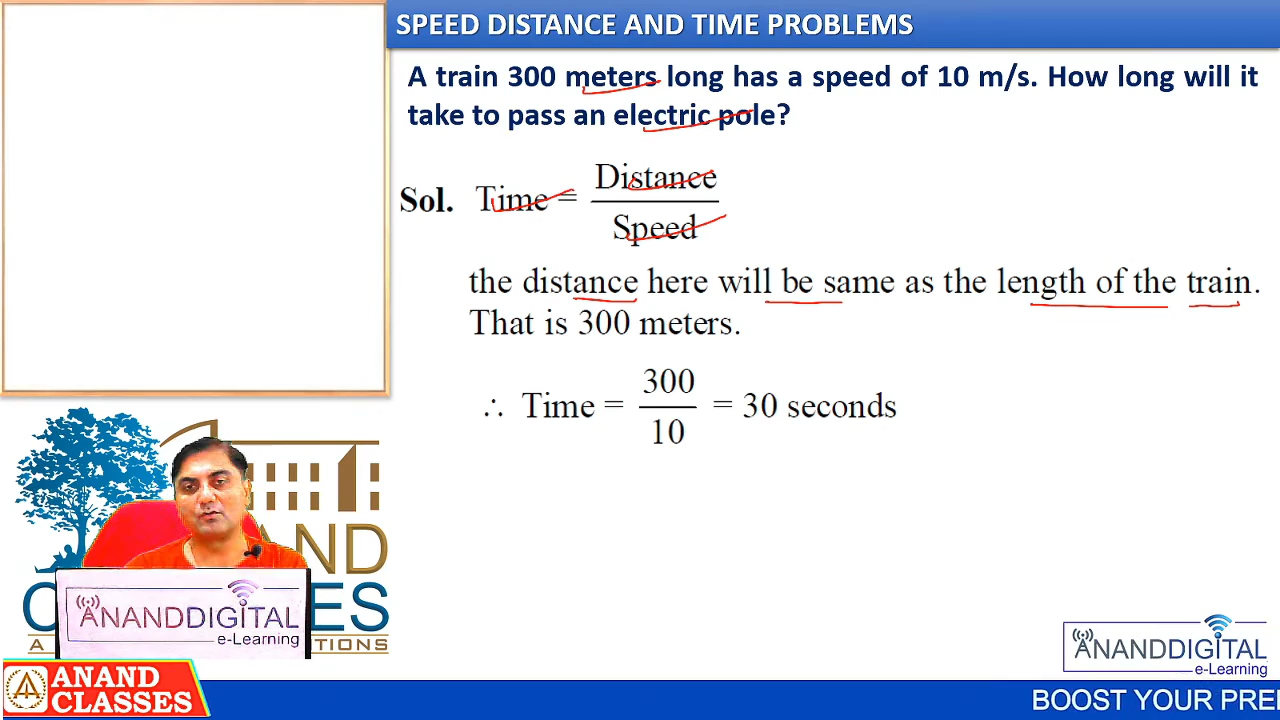 SPEED DISTANCE AND TIME PROBLEMS
A train 300 meters long has a speed of 10 m/s. How long will it
take to pass an electric pole?
Sol. Time = Distance / Speed
the distance here will be same as the length of the train.
That is 300 meters.
∴ Time = 300 / 10 = 30 seconds
AND
ES
ANANDDIGITAL
e-Learning
TIONS
ANANDDIGITAL
e-Learning
ANAND
CLASSES
BOOST YOUR PRE